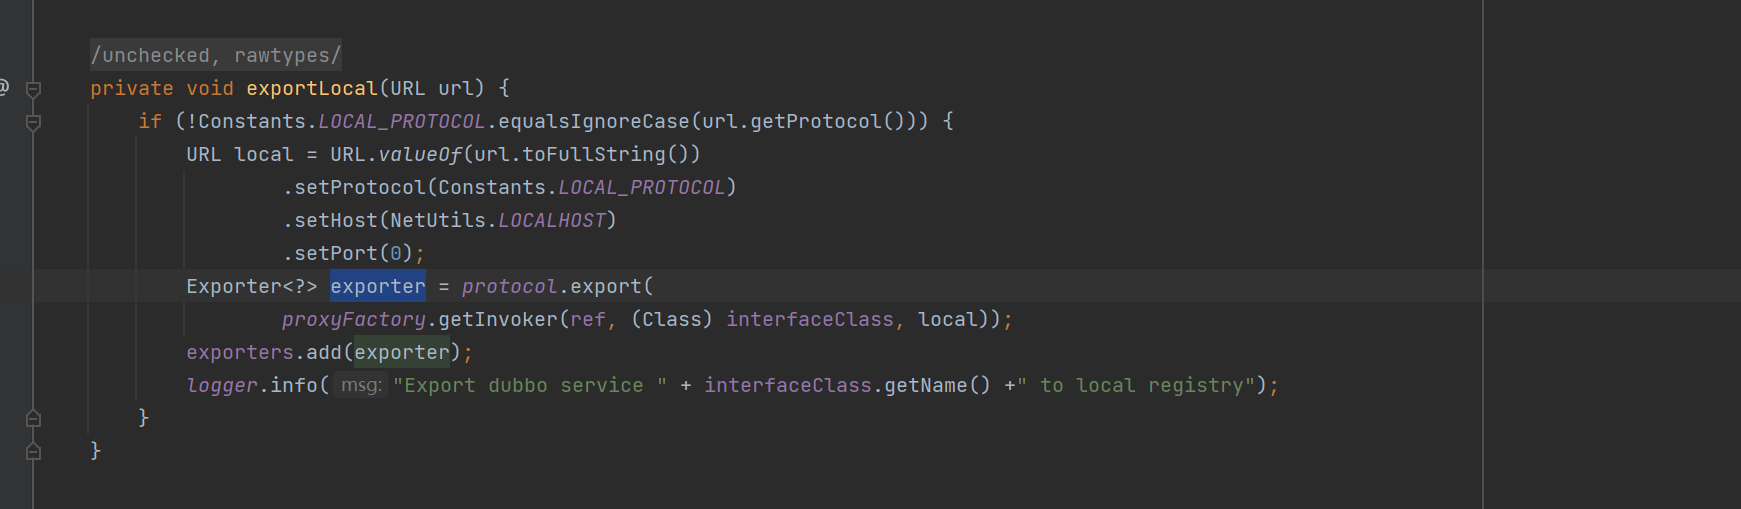 /unchecked, rawtypes/
@
private void exportLocal(URL url) {
if (!Constants.LOCAL_PROTOCOL.equalsIgnoreCase(url.getProtocol())) {
URL local = URL.valueOf(url.toFullString())
.setProtocol(Constants.LOCAL_PROTOCOL)
.setHost(NetUtils.LOCALHOST)
.setPort(0);
Exporter<?> exporter = protocol.export(
proxyFactory.getInvoker(ref, (Class) interfaceClass, local));
exporters.add(exporter);
logger.info( msg: "Export dubbo service " + interfaceClass.getName() +" to local registry");
}
}